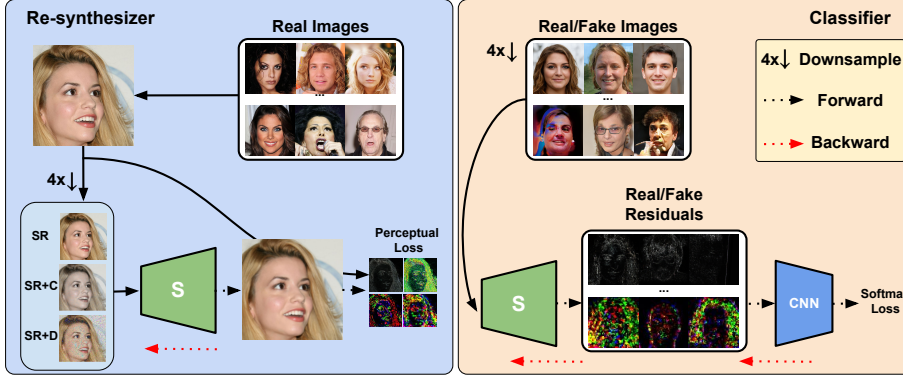 Re-synthesizer
Real Images
...
4x↓
SR
SR+C
SR+D
S
Perceptual
Loss
Real/Fake Images
4x↓
...
Classifier
4x↓ Downsample
Forward
Backward
Real/Fake
Residuals
S
...
CNN
Softma
Loss